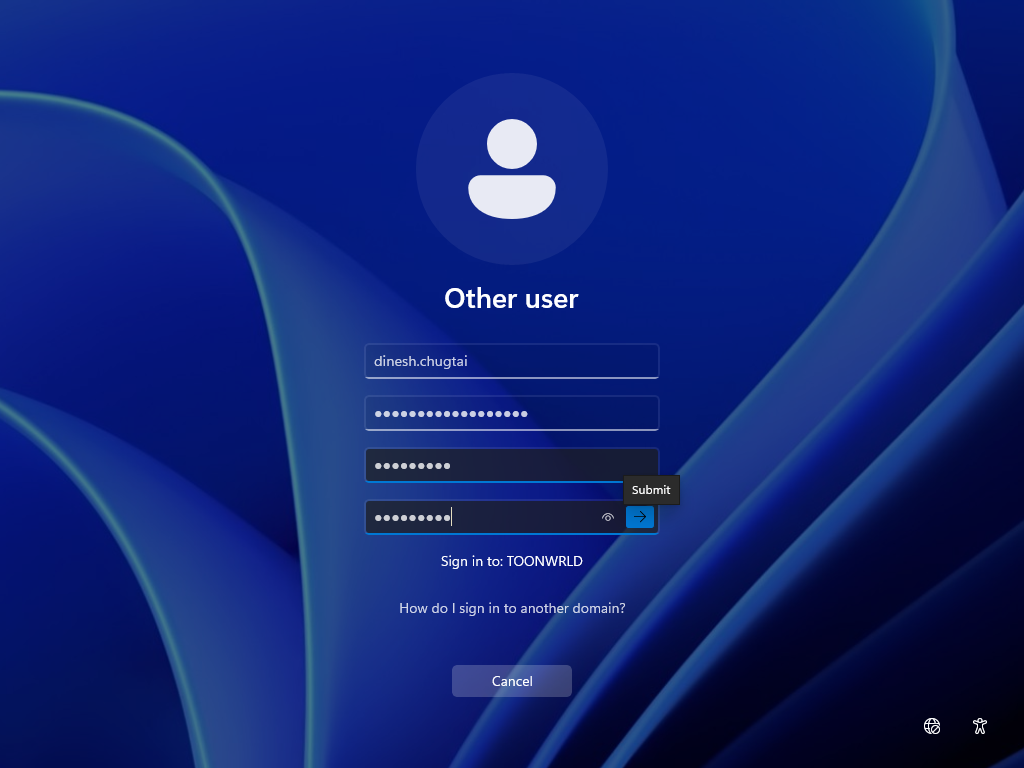 Other user
dinesh.chugtai
●●●●●●●●●●●●●●●●●●
●●●●●●●●●
Submit
●●●●●●●●●
Sign in to: TOONWRLD
How do I sign in to another domain?
Cancel